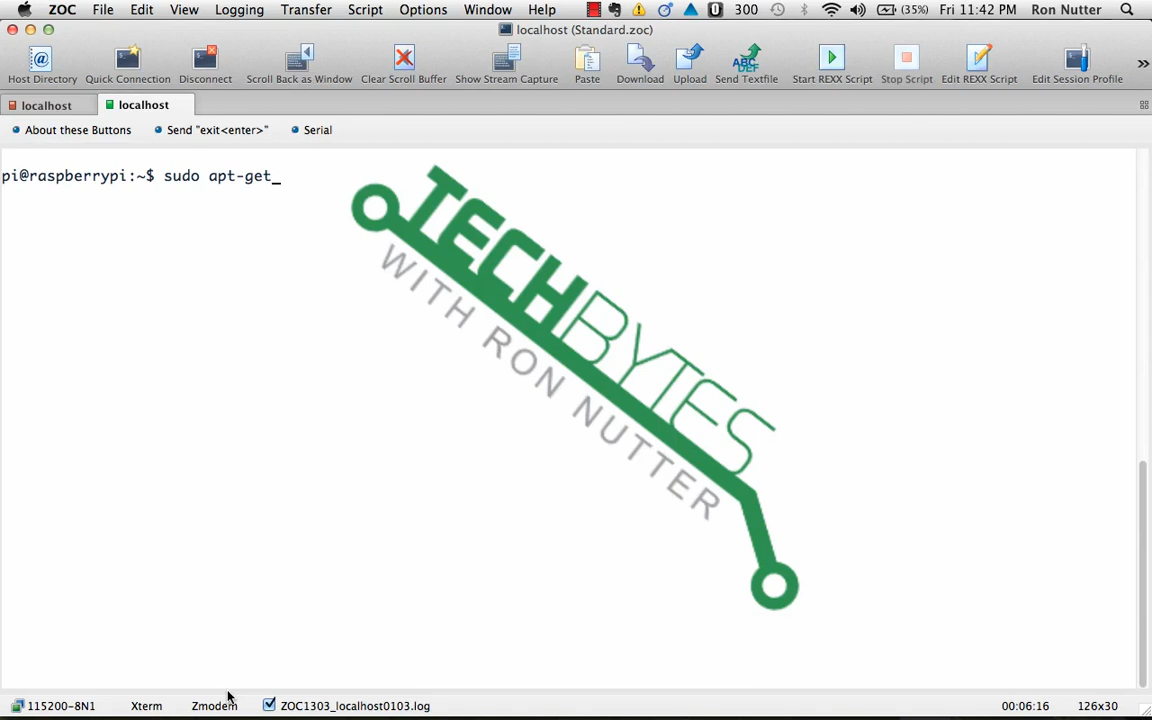 ZOC File Edit View Logging Transfer Script Options Window Help 300 (35%) Fri 11:42 PM Ron Nutter
localhost (Standard.zoc)
Host Directory Quick Connection Disconnect Scroll Back as Window Clear Scroll Buffer Show Stream Capture Paste Download Upload Send Textfile Start REXX Script Stop Script Edit REXX Script Edit Session Profile
localhost localhost
About these Buttons Send "exit<enter>" Serial
pi@raspberrypi:~$ sudo apt-get_
TECHBYTES
WITH RON NUTTER
115200-8N1 Xterm Zmodem ZOC1303_localhost0103.log 00:06:16 126x30